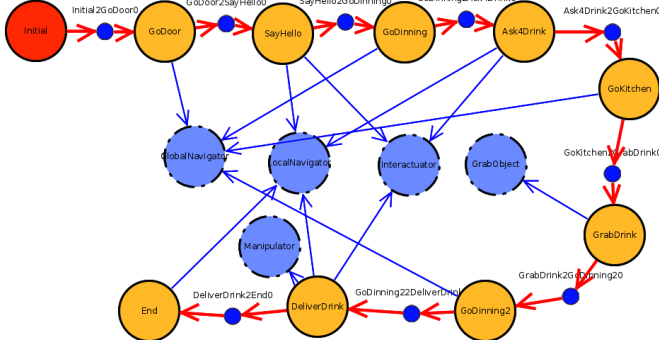 Initial2GoDoor0
GoDoor2SayHello0
SayHello2GoDinning0
Ask4Drink2GoKitchen0
Initial
GoDoor
SayHello
GoDinning
Ask4Drink
GoKitchen
GlobalNavigator
LocalNavigator
Interactuator
GrabObject
GoKitchen2GrabDrink0
GrabDrink
Manipulator
GrabDrink2GoDinning20
DeliverDrink2End0
GoDinning22DeliverDrink
End
DeliverDrink
GoDinning2